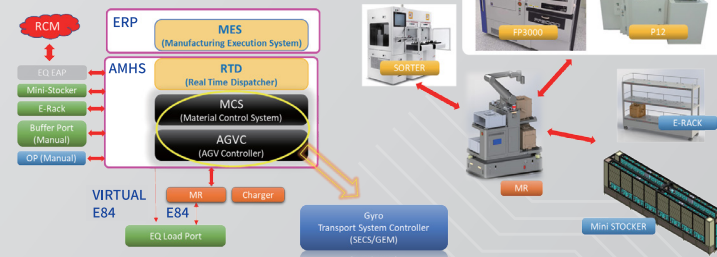 RCM
ERP
MES
(Manufacturing Execution System)
AMHS
RTD
(Real Time Dispatcher)
MCS
(Material Control System)
AGVC
(AGV Controller)
EQ EAP
Mini-Stocker
E-Rack
Buffer Port
(Manual)
OP (Manual)
VIRTUAL
E84
E84
MR
Charger
EQ Load Port
Gyro
Transport System Controller
(SECS/GEM)
SORTER
FP3000
P12
E-RACK
MR
Mini STOCKER